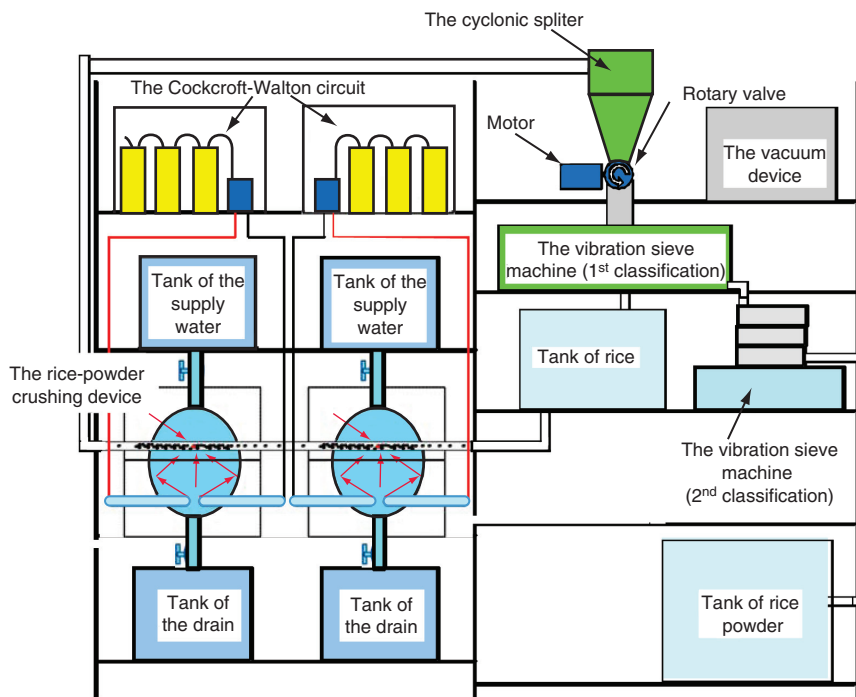 The cyclonic spliter
The Cockcroft-Walton circuit
Rotary valve
Motor
The vacuum
device
The vibration sieve
machine (1st classification)
Tank of the
supply
water
Tank of the
supply
water
Tank of rice
The rice-powder
crushing device
The vibration sieve
machine
(2nd classification)
Tank of
the drain
Tank of
the drain
Tank of rice
powder